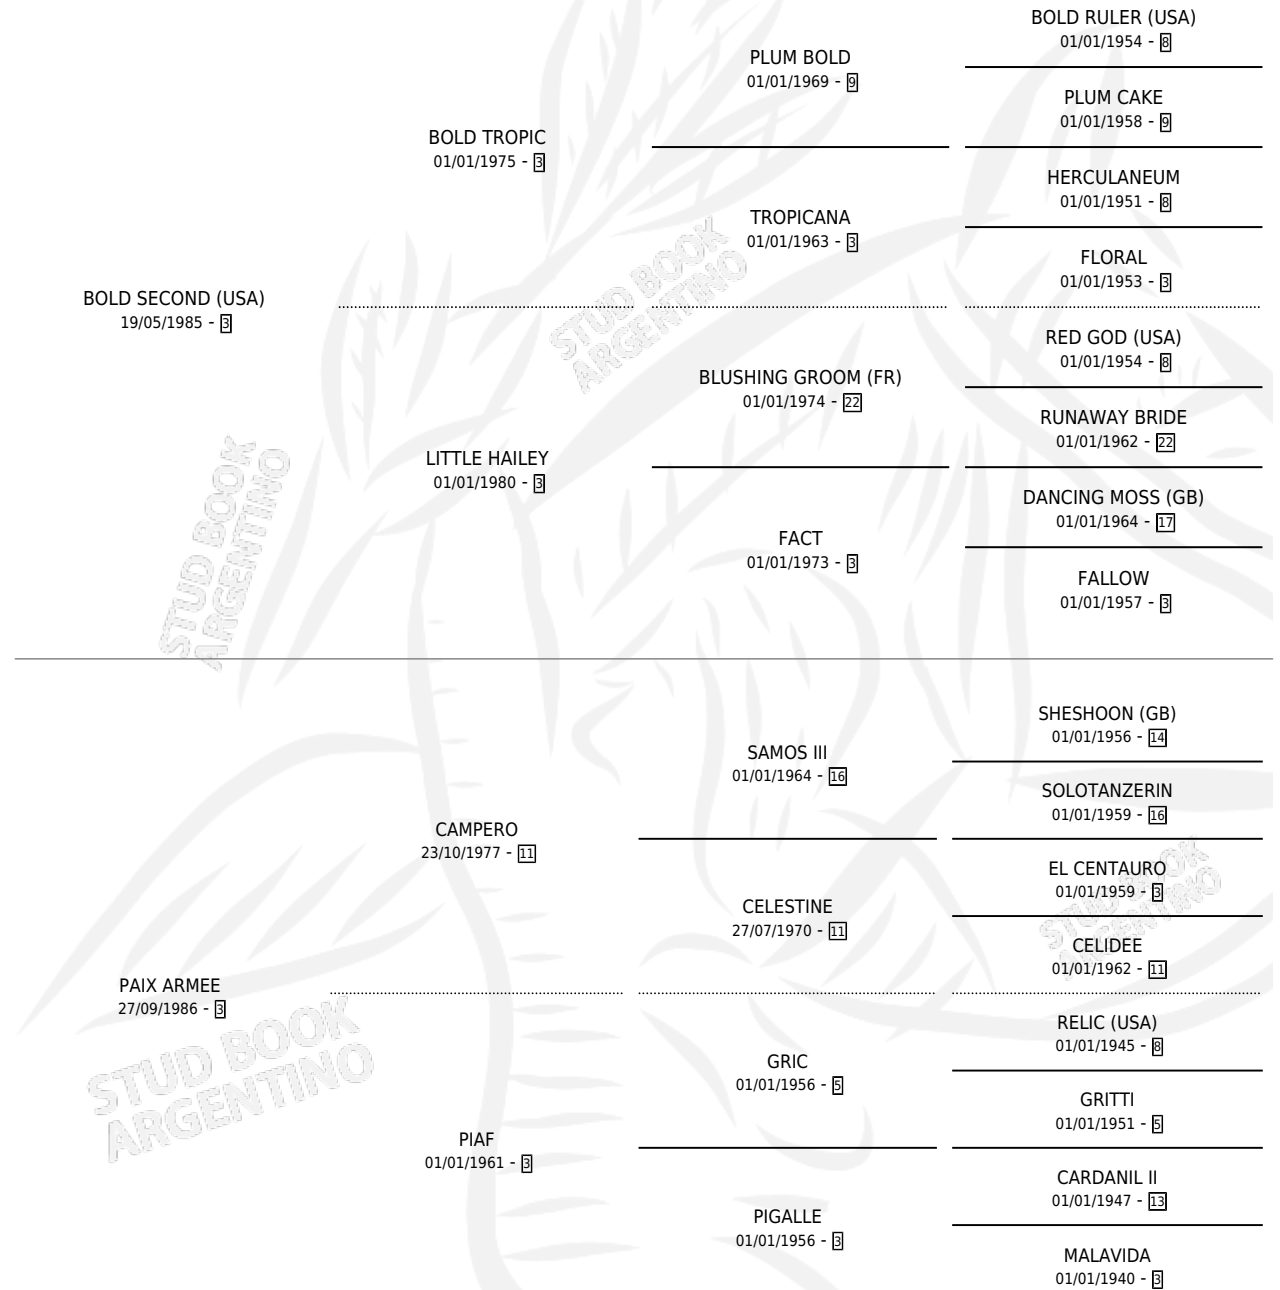 BOLD RULER (USA)
01/01/1954 - 8
PLUM BOLD
01/01/1969 - 9
PLUM CAKE
01/01/1958 - 9
BOLD TROPIC
01/01/1975 - 3
HERCULANEUM
01/01/1951 - 8
TROPICANA
01/01/1963 - 3
FLORAL
01/01/1953 - 3
BOLD SECOND (USA)
19/05/1985 - 3
STUD BOOK
ARGENTINO
RED GOD (USA)
01/01/1954 - 8
BLUSHING GROOM (FR)
01/01/1974 - 22
RUNAWAY BRIDE
01/01/1962 - 22
LITTLE HAILEY
01/01/1980 - 3
DANCING MOSS (GB)
01/01/1964 - 17
FACT
01/01/1973 - 3
FALLOW
01/01/1957 - 3
STUD BOOK
ARGENTINO
SHESHOON (GB)
01/01/1956 - 14
SAMOS III
01/01/1964 - 16
SOLOTANZERIN
01/01/1959 - 16
CAMPERO
23/10/1977 - 11
EL CENTAURO
01/01/1959 - 3
CELESTINE
27/07/1970 - 11
STUD BOOK
ARGENTINO
CELIDEE
01/01/1962 - 11
PAIX ARMEE
27/09/1986 - 3
RELIC (USA)
01/01/1945 - 8
GRIC
01/01/1956 - 5
STUD BOOK
ARGENTINO
GRITTI
01/01/1951 - 5
PIAF
01/01/1961 - 3
CARDANIL II
01/01/1947 - 13
PIGALLE
01/01/1956 - 3
MALAVIDA
01/01/1940 - 3